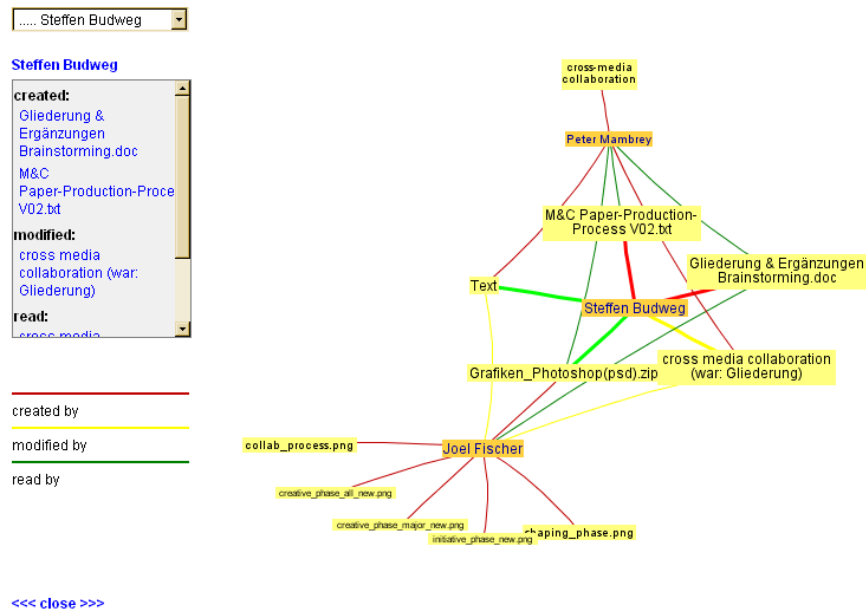 ..... Steffen Budweg
Steffen Budweg
created:
Gliederung &
Ergänzungen
Brainstorming.doc
M&C
Paper-Production-Proce
V02.txt
modified:
cross media
collaboration (war:
Gliederung)
read:
cross media
created by
modified by
read by
<<< close >>>
cross-media
collaboration
Peter Mambrey
M&C Paper-Production-
Process V02.txt
Gliederung & Ergänzungen
Brainstorming.doc
Text
Steffen Budweg
cross media collaboration
(war: Gliederung)
Grafiken_Photoshop(psd).zip
Joel Fischer
collab_process.png
creative_phase_all_new.png
creative_phase_major_new.png
initiative_phase_new.png
shaping_phase.png